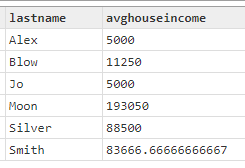 lastname avghouseincome
Alex 5000
Blow 11250
Jo 5000
Moon 193050
Silver 88500
Smith 83666.66666666667